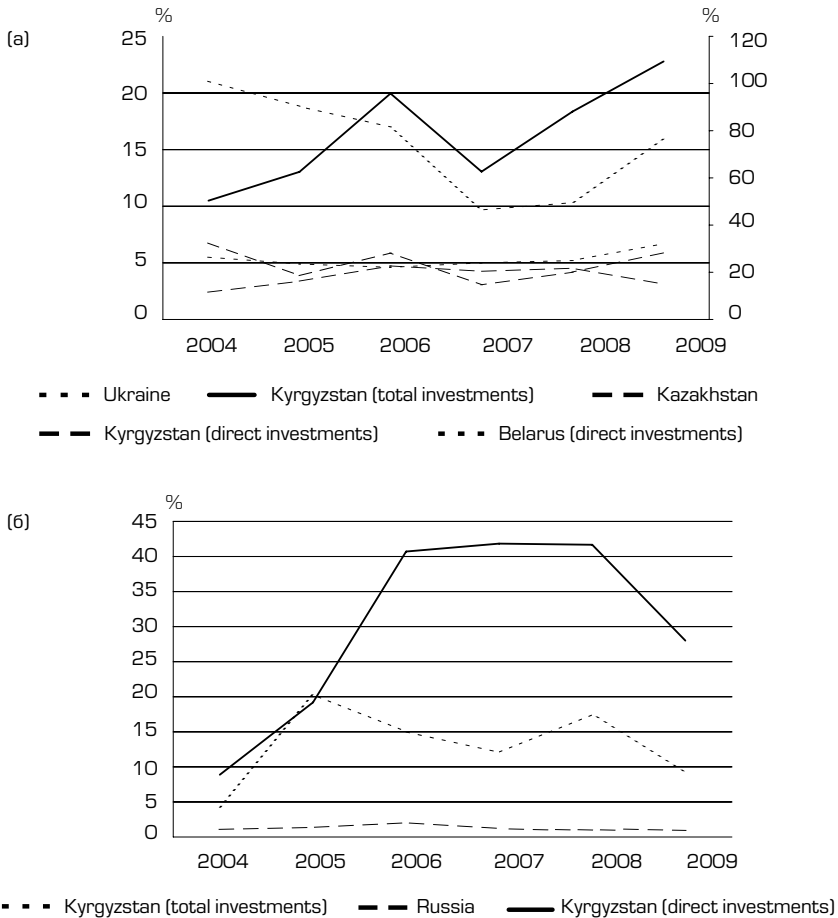 % %
(а)
25 120
20 100
15 80
10 60
5 40
0 20
0
2004 2005 2006 2007 2008 2009
Ukraine Kyrgyzstan (total investments) Kazakhstan
Kyrgyzstan (direct investments) Belarus (direct investments)
%
(б)
45
40
35
30
25
20
15
10
5
0
2004 2005 2006 2007 2008 2009
Kyrgyzstan (total investments) Russia Kyrgyzstan (direct investments)